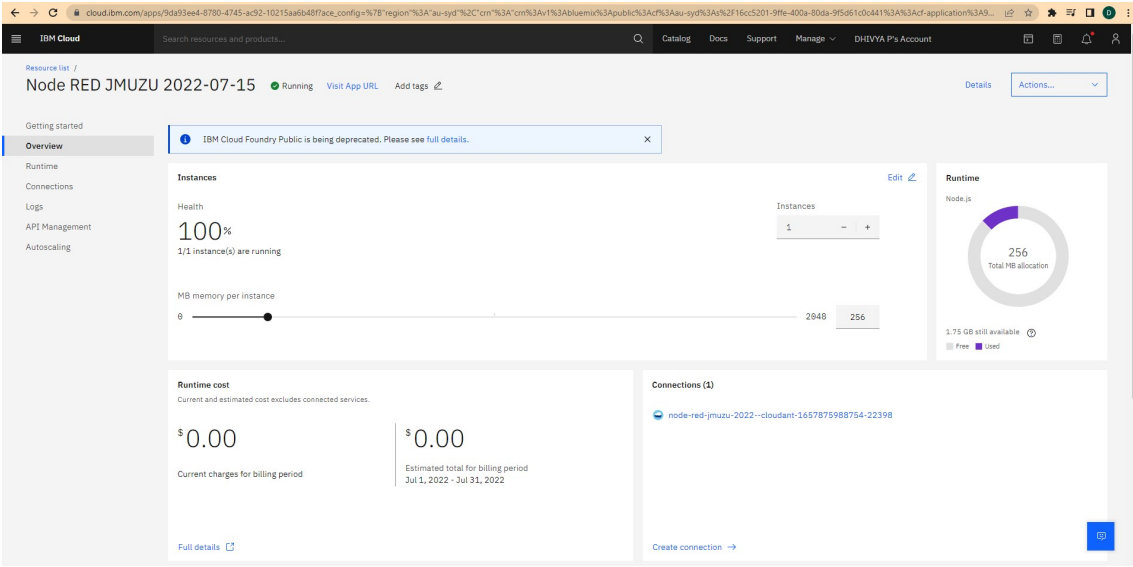 cloud.ibm.com/apps/9da93ee4-8780-4745-ac92-10215aa6b48f?ace_config=%7B"region"%3A"au-syd"%2C"crn"%3A"crn%3Av1%3Abluemix%3Apublic%3Acf%3Aau-syd%3As%2F16cc5201-9ffe-400a-80da-9f5d61c0c441%3A%3Acf-application%3A9...
D
IBM Cloud
Search resources and products...
Catalog
Docs
Support
Manage
DHIVYA P's Account
Resource list /
Node RED JMUZU 2022-07-15
Running
Visit App URL
Add tags
Details
Actions...
Getting started
Overview
Runtime
Connections
Logs
API Management
Autoscaling
IBM Cloud Foundry Public is being deprecated. Please see full details.
Instances
Edit
Health
100%
1/1 instance(s) are running
Instances
1 - +
MB memory per instance
0 2048 256
Runtime
Node.js
256
Total MB allocation
1.75 GB still available
Free Used
Runtime cost
Current and estimated cost excludes connected services.
$0.00
Current charges for billing period
$0.00
Estimated total for billing period
Jul 1, 2022 - Jul 31, 2022
Full details
Connections (1)
node-red-jmuzu-2022--cloudant-1657875988754-22398
Create connection →